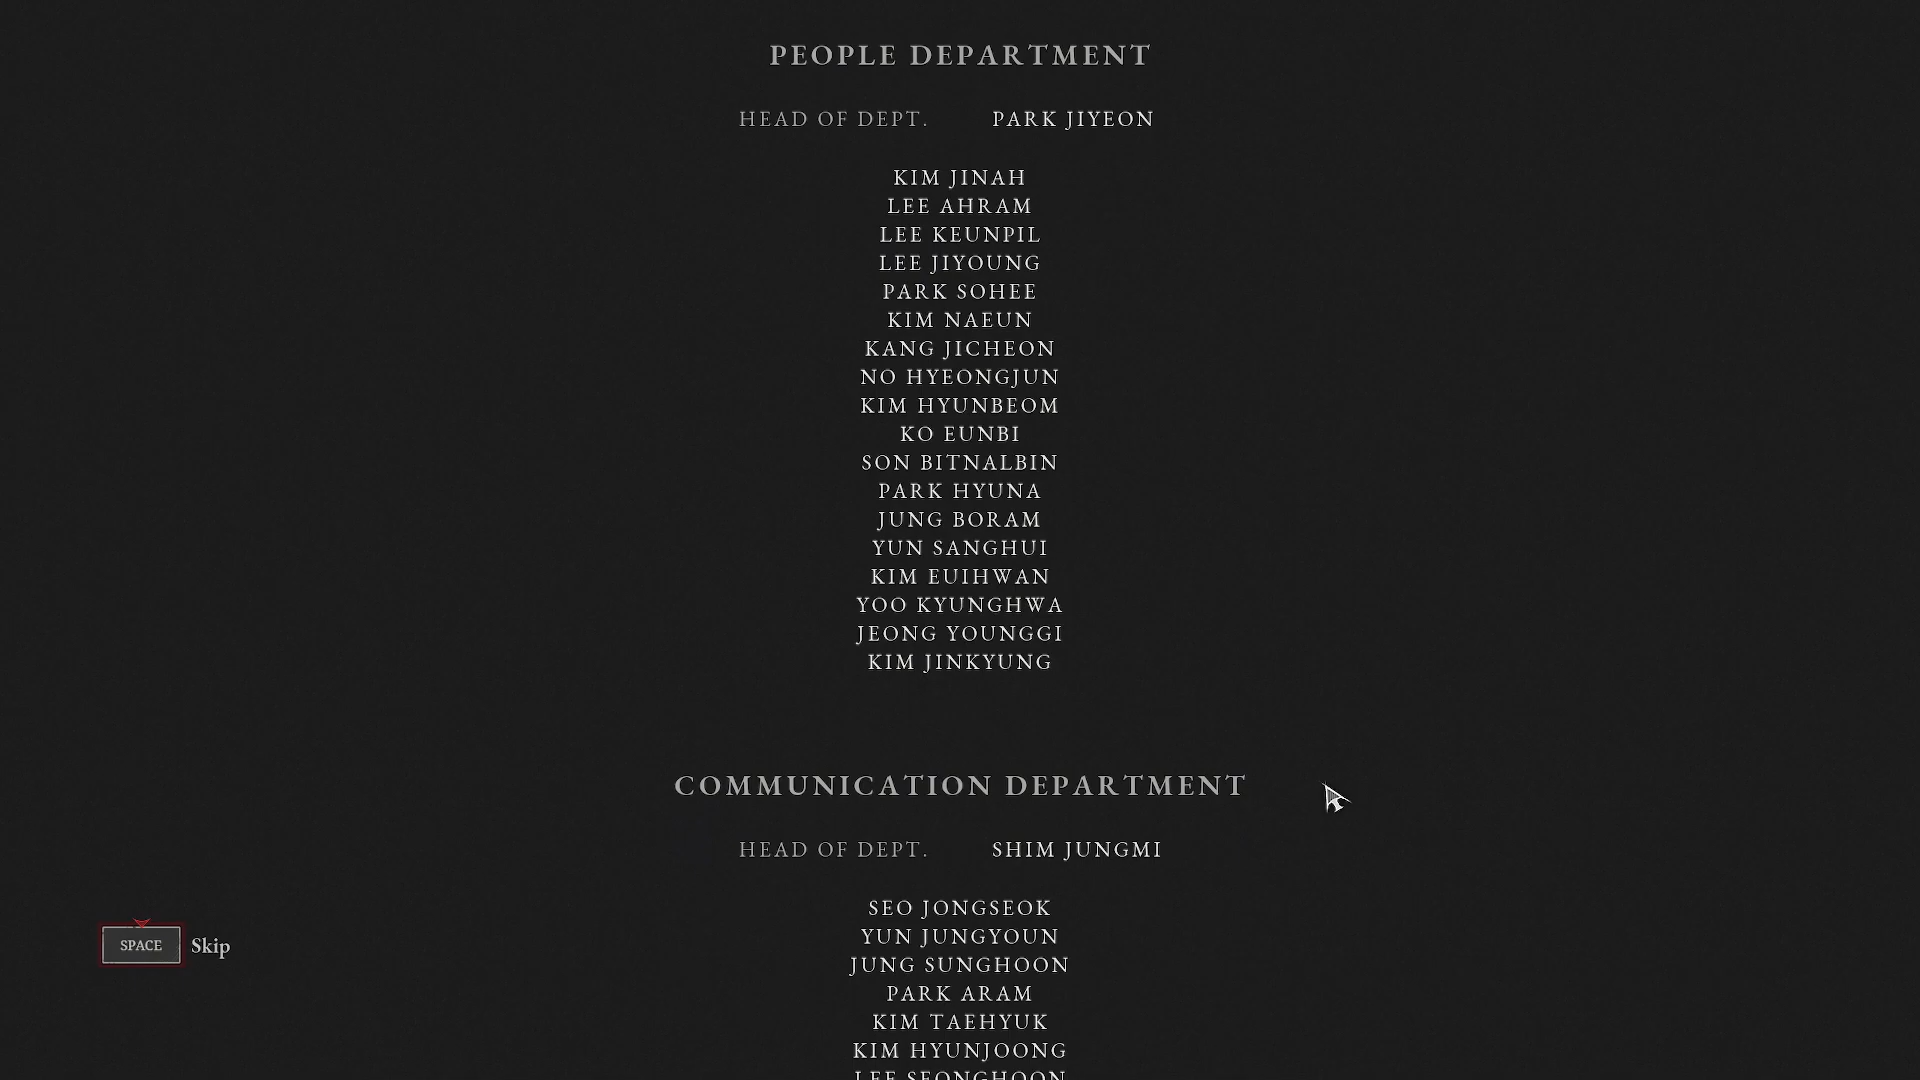 PEOPLE DEPARTMENT
HEAD OF DEPT. PARK JIYEON
KIM JINAH
LEE AHRAM
LEE KEUNPIL
LEE JIYOUNG
PARK SOHEE
KIM NAEUN
KANG JICHEON
NO HYEONGJUN
KIM HYUNBEOM
KO EUNBI
SON BITNALBIN
PARK HYUNA
JUNG BORAM
YUN SANGHUI
KIM EUIHWAN
YOO KYUNGHWA
JEONG YOUNGGI
KIM JINKYUNG
COMMUNICATION DEPARTMENT
HEAD OF DEPT. SHIM JUNGMI
SEO JONGSEOK
YUN JUNGYOUN
JUNG SUNGHOON
PARK ARAM
KIM TAEHYUK
KIM HYUNJOONG
LEE SEONGHOON
SPACE Skip